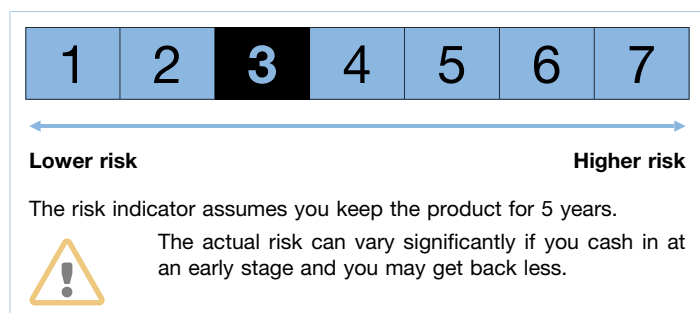 1 2 3 4 5 6 7
Lower risk Higher risk
The risk indicator assumes you keep the product for 5 years.
The actual risk can vary significantly if you cash in at
an early stage and you may get back less.